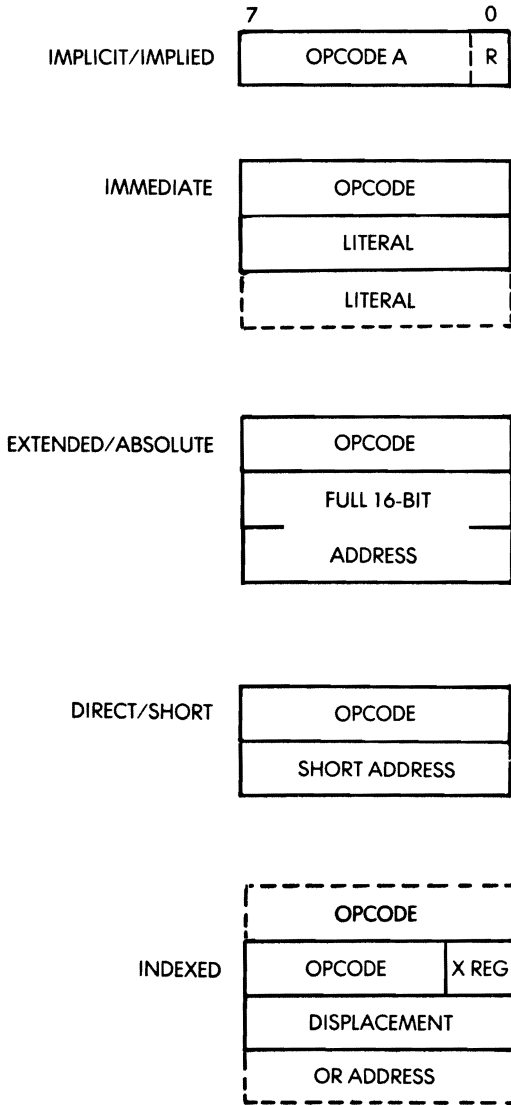 7 0
IMPLICIT/IMPLIED OPCODE A R
IMMEDIATE OPCODE
LITERAL
LITERAL
EXTENDED/ABSOLUTE OPCODE
FULL 16-BIT
ADDRESS
DIRECT/SHORT OPCODE
SHORT ADDRESS
OPCODE
INDEXED OPCODE X REG
DISPLACEMENT
OR ADDRESS